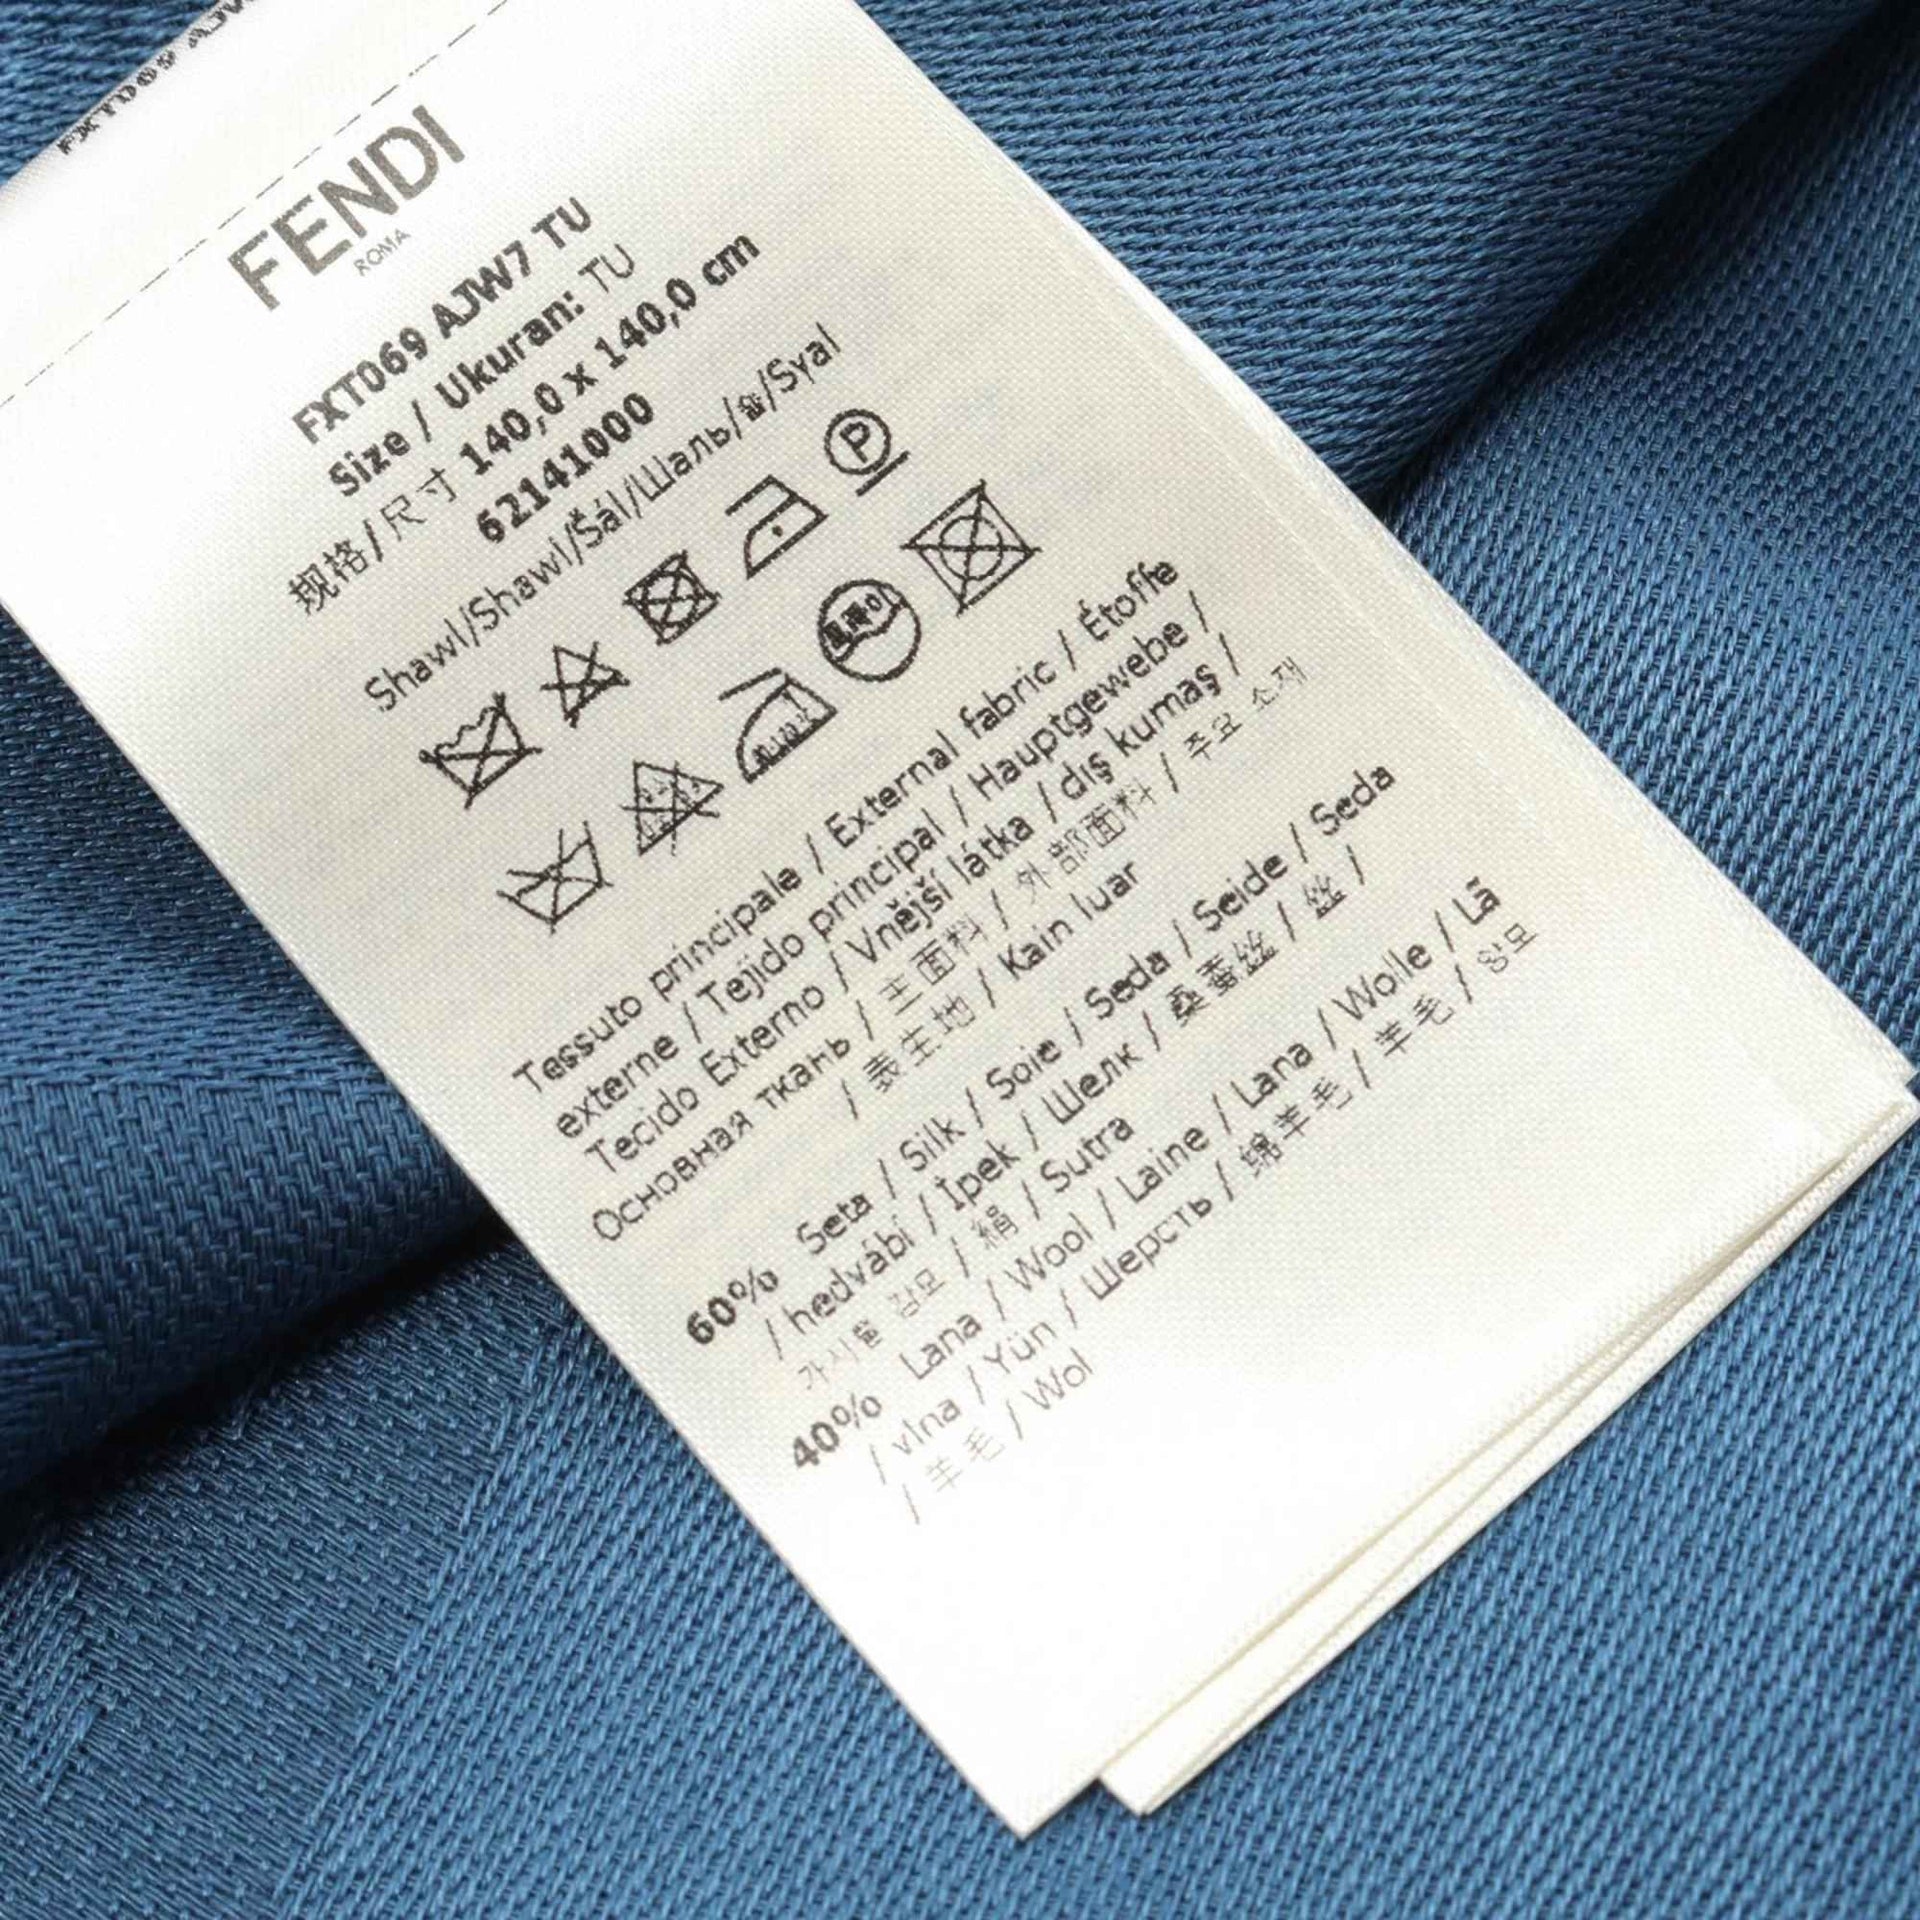 FXT069 AJW
FENDI
ROMA
FXT069 AJW7 TU
Size / Ukuran: TU
规格/尺寸 140,0 x 140,0 cm
62141000
Shawl/Shawl/Šál/Шаль/숄/Syal
P
Tessuto principale / External fabric / Étoffe
externe / Tejido principal / Hauptgewebe /
Tecido Externo / Vnější látka / dış kumaş /
Основная ткань / 主面料 / 外部面料 / 주요 소재
/ 表生地 / Kain luar
60% Seta / Silk / Soie / Seda / Seide / Seda
/ hedvábí / İpek / Шелк / 桑蚕丝 / 丝 /
/ 絹 / Sutra
40% Lana / Wool / Laine / Lana / Wolle / Lã
/ vlna / Yün / Шерсть / 绵羊毛 / 羊毛 / 양모
/ 羊毛 / Wol